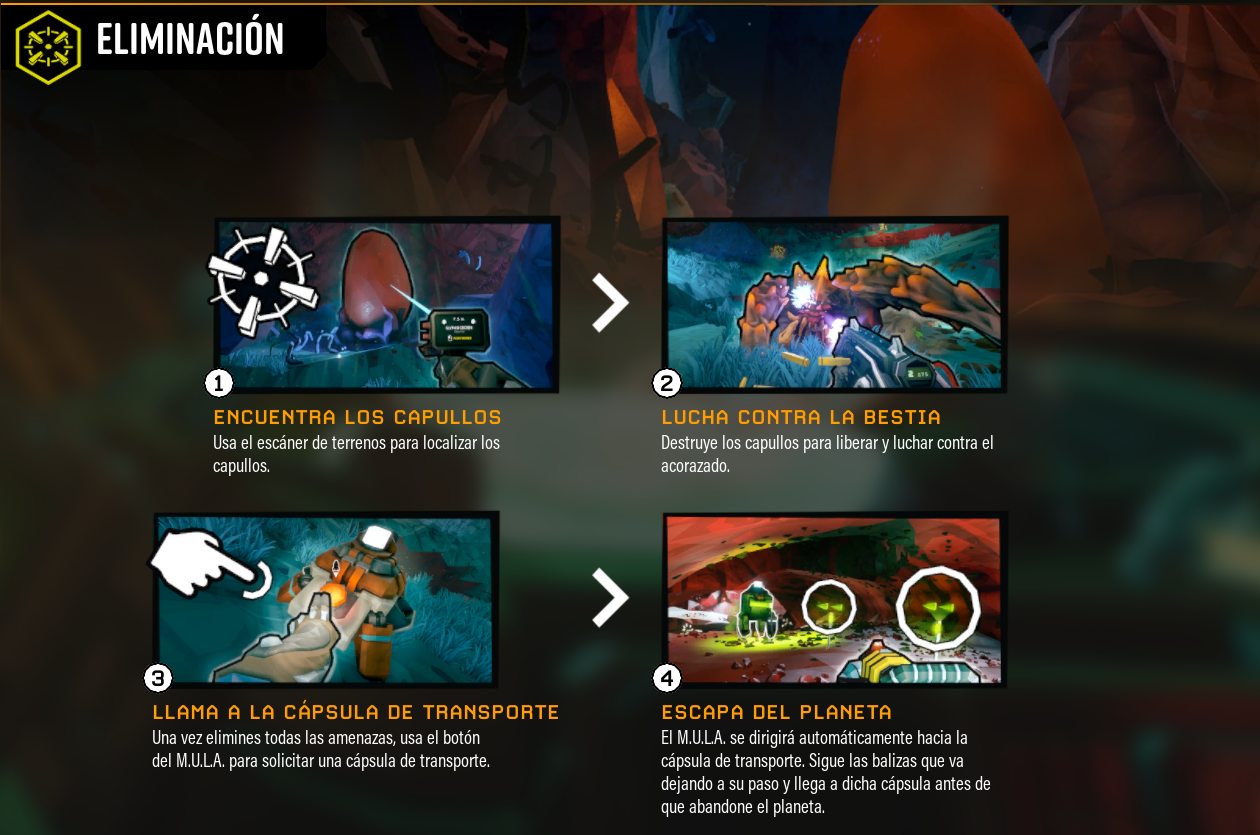 ELIMINACIÓN
1
ENCUENTRA LOS CAPULLOS
Usa el escáner de terrenos para localizar los
capullos.
2
LUCHA CONTRA LA BESTIA
Destruye los capullos para liberar y luchar contra el
acorazado.
3
LLAMA A LA CÁPSULA DE TRANSPORTE
Una vez elimines todas las amenazas, usa el botón
del M.U.L.A. para solicitar una cápsula de transporte.
4
ESCAPA DEL PLANETA
El M.U.L.A. se dirigirá automáticamente hacia la
cápsula de transporte. Sigue las balizas que va
dejando a su paso y llega a dicha cápsula antes de
que abandone el planeta.